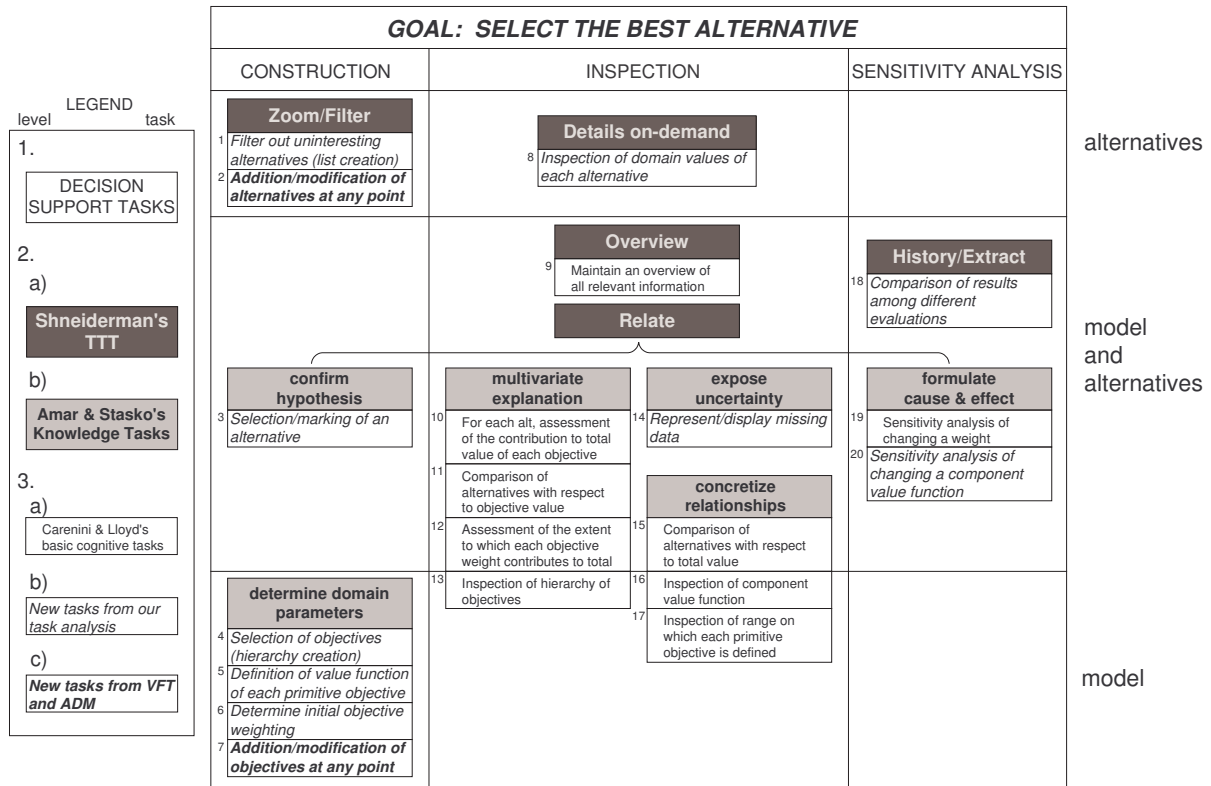 GOAL: SELECT THE BEST ALTERNATIVE
CONSTRUCTION
INSPECTION
SENSITIVITY ANALYSIS
LEGEND
level
task
1.
DECISION
SUPPORT TASKS
2.
a)
Shneiderman's
TTT
b)
Amar & Stasko's
Knowledge Tasks
3.
a)
Carenini & Lloyd's
basic cognitive tasks
b)
New tasks from our
task analysis
c)
New tasks from VFT
and ADM
Zoom/Filter
1 Filter out uninteresting
alternatives (list creation)
2 Addition/modification of
alternatives at any point
Details on-demand
8 Inspection of domain values of
each alternative
alternatives
Overview
9 Maintain an overview of
all relevant information
Relate
History/Extract
18 Comparison of results
among different
evaluations
model
and
alternatives
confirm
hypothesis
3 Selection/marking of an
alternative
multivariate
explanation
10 For each alt, assessment
of the contribution to total
value of each objective
11 Comparison of
alternatives with respect
to objective value
12 Assessment of the extent
to which each objective
weight contributes to total
13 Inspection of hierarchy of
objectives
expose
uncertainty
14 Represent/display missing
data
concretize
relationships
15 Comparison of
alternatives with respect
to total value
16 Inspection of component
value function
17 Inspection of range on
which each primitive
objective is defined
formulate
cause & effect
19 Sensitivity analysis of
changing a weight
20 Sensitivity analysis of
changing a component
value function
determine domain
parameters
4 Selection of objectives
(hierarchy creation)
5 Definition of value function
of each primitive objective
6 Determine initial objective
weighting
7 Addition/modification of
objectives at any point
model